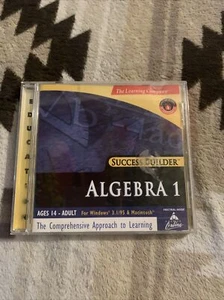 The Learning Company
EDUCATI
SUCCESS BUILDER
ALGEBRA 1
AGES 14 - ADULT For Windows® 3.1/95 & Macintosh®
The Comprehensive Approach to Learning